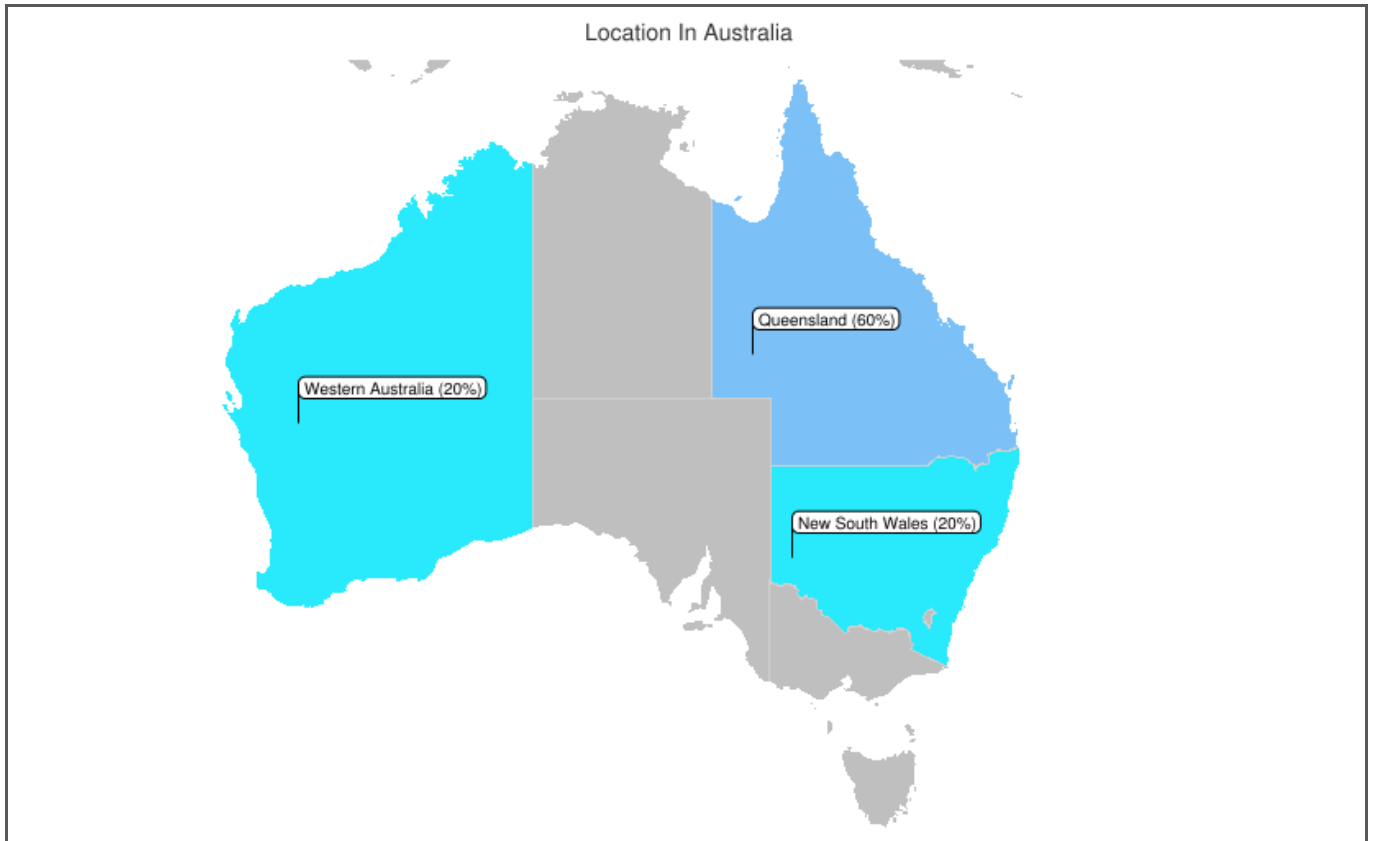 Location In Australia
Queensland (60%)
Western Australia (20%)
New South Wales (20%)